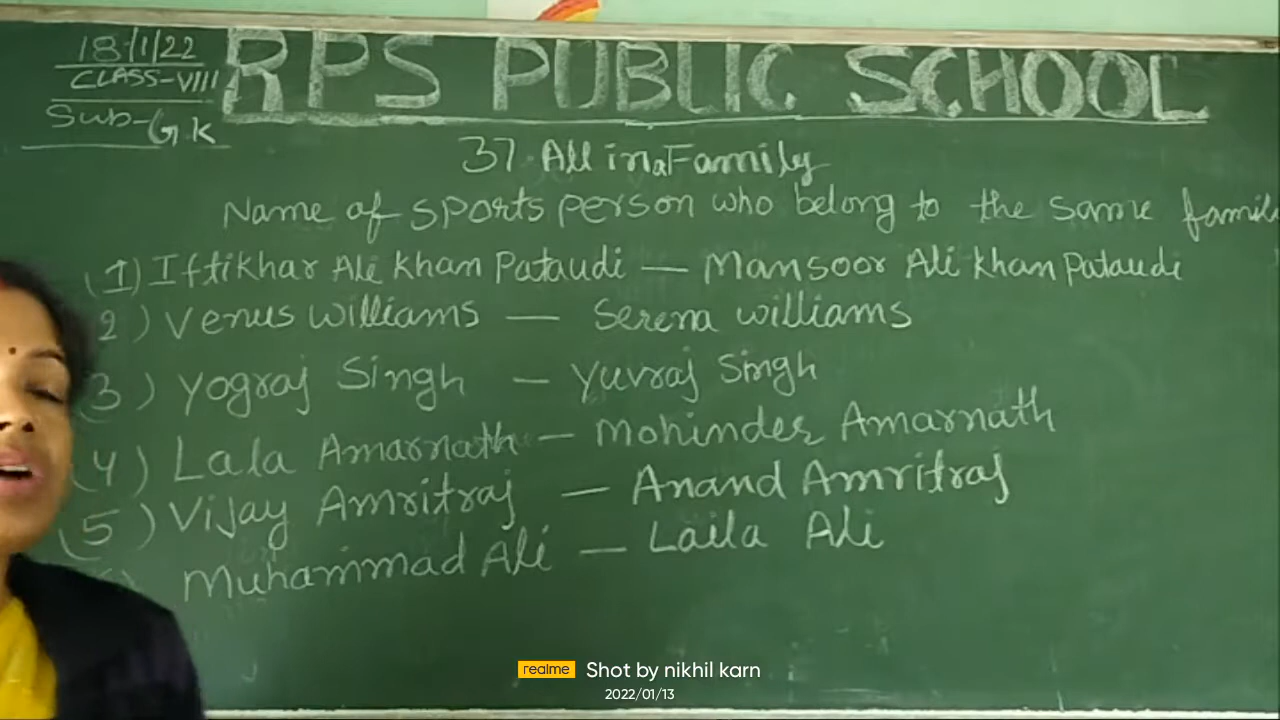 18/1/22
CLASS-VIII
Sub-G.K
RPS PUBLIC SCHOOL
37. All in a Family
Name of sports person who belong to the same famil
(1) Iftikhar Ali Khan Pataudi — Mansoor Ali Khan Pataudi
2) Venus Williams — Serena Williams
(3) Yograj Singh — Yuvraj Singh
(4) Lala Amarnath — Mohinder Amarnath
(5) Vijay Amritraj — Anand Amritraj
Muhammad Ali — Laila Ali
realme Shot by nikhil karn
2022/01/13